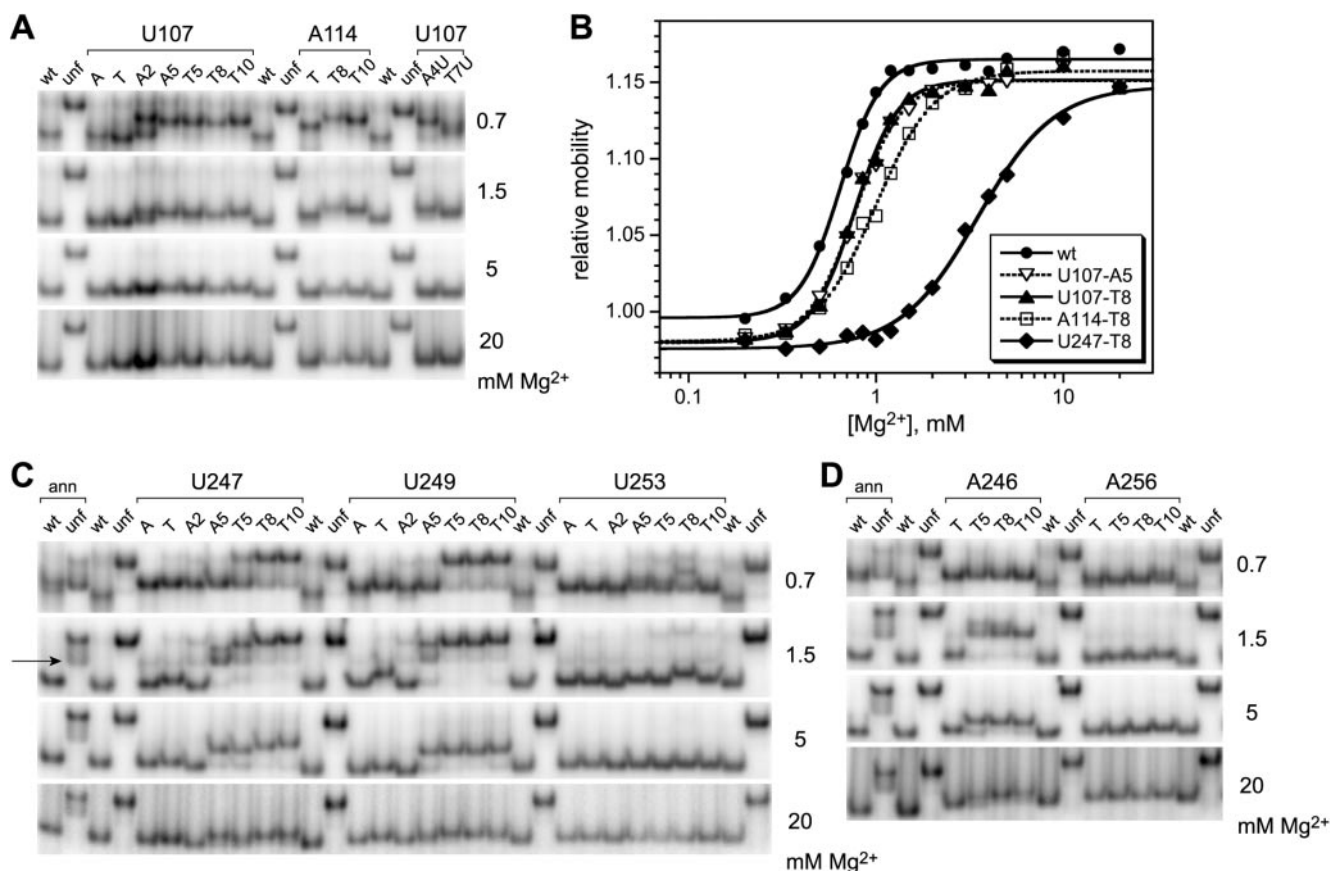 A
U107 A114 U107
wt unf A T A2 A5 T5 T8 T10 wt unf T T8 T10 wt unf A4U T7U
0.7
1.5
5
20
mM Mg2+
B
relative mobility
1.15
1.10
1.05
1.00
0.1 1 10
[Mg2+], mM
wt
U107-A5
U107-T8
A114-T8
U247-T8
C
ann U247 U249 U253
wt unf wt unf A T A2 A5 T5 T8 T10 wt unf A T A2 A5 T5 T8 T10 wt unf A T A2 A5 T5 T8 T10 wt unf
0.7
1.5
5
20
mM Mg2+
D
ann A246 A256
wt unf wt unf T T5 T8 T10 wt unf T T5 T8 T10 wt unf
0.7
1.5
5
20
mM Mg2+